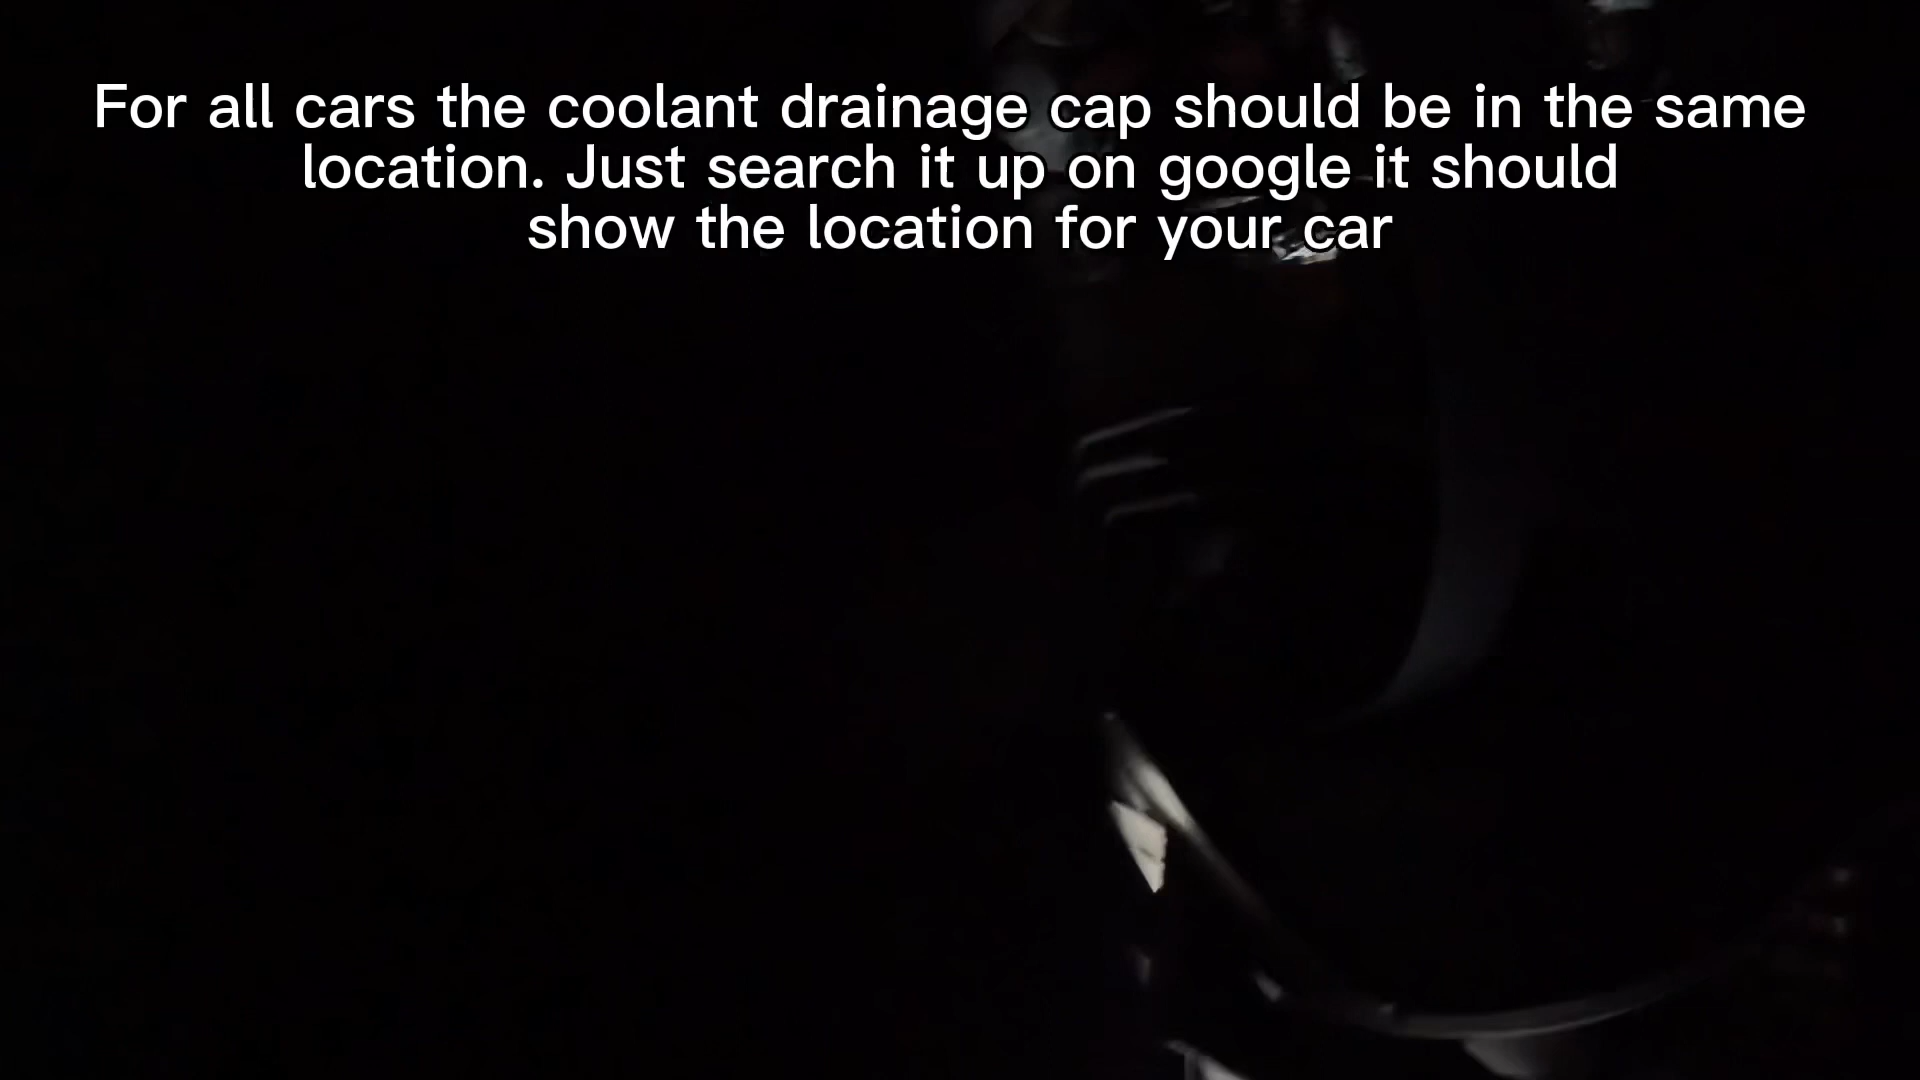 For all cars the coolant drainage cap should be in the same
location. Just search it up on google it should
show the location for your car